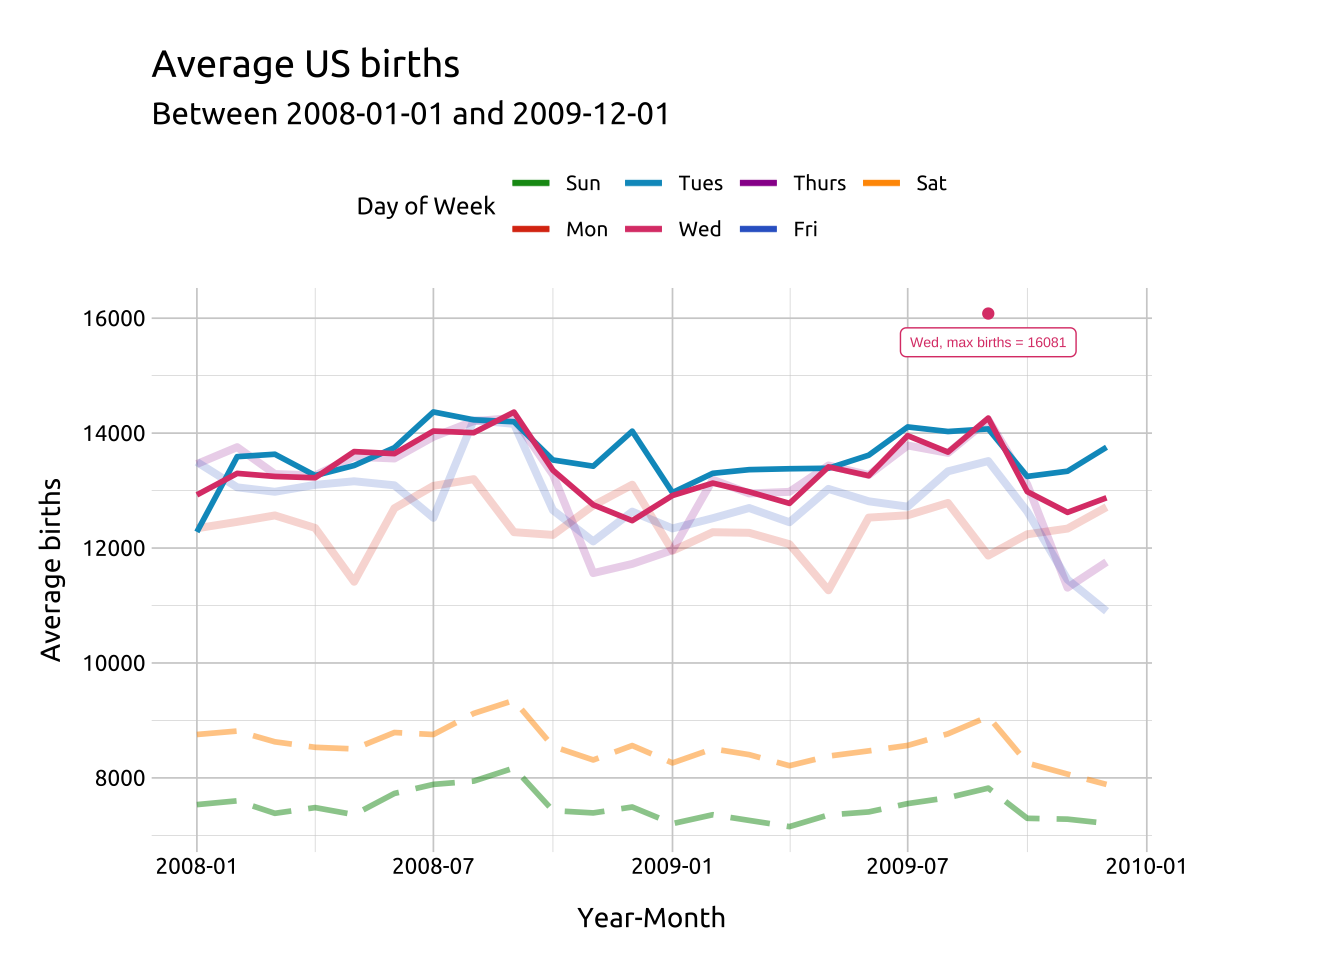 Average US births
Between 2008-01-01 and 2009-12-01
Day of Week
Sun Tues Thurs Sat
Mon Wed Fri
Average births
16000
14000
12000
10000
8000
Wed, max births = 16081
2008-01 2008-07 2009-01 2009-07 2010-01
Year-Month